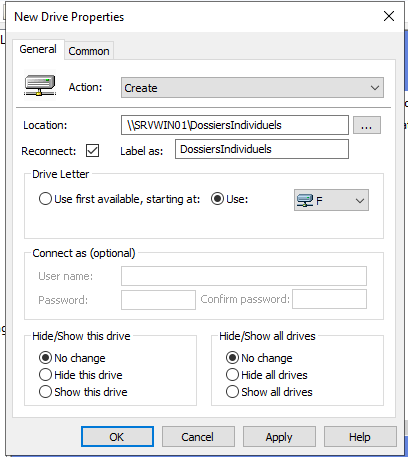 New Drive Properties
General Common
Action: Create
Location: \\SRVWIN01\DossiersIndividuels ...
Reconnect: Label as: DossiersIndividuels
Drive Letter
Use first available, starting at: Use: F
Connect as (optional)
User name:
Password: Confirm password:
Hide/Show this drive Hide/Show all drives
No change No change
Hide this drive Hide all drives
Show this drive Show all drives
OK Cancel Apply Help